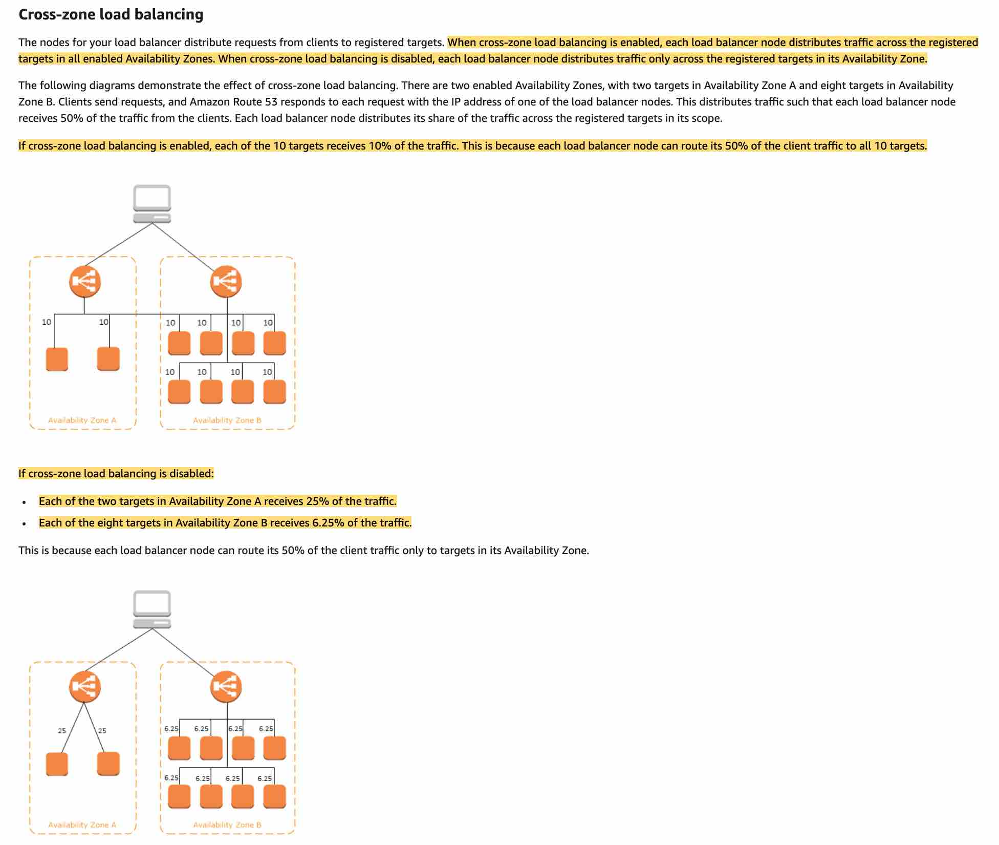 Cross-zone load balancing
The nodes for your load balancer distribute requests from clients to registered targets. When cross-zone load balancing is enabled, each load balancer node distributes traffic across the registered
targets in all enabled Availability Zones. When cross-zone load balancing is disabled, each load balancer node distributes traffic only across the registered targets in its Availability Zone.
The following diagrams demonstrate the effect of cross-zone load balancing. There are two enabled Availability Zones, with two targets in Availability Zone A and eight targets in Availability
Zone B. Clients send requests, and Amazon Route 53 responds to each request with the IP address of one of the load balancer nodes. This distributes traffic such that each load balancer node
receives 50% of the traffic from the clients. Each load balancer node distributes its share of the traffic across the registered targets in its scope.
If cross-zone load balancing is enabled, each of the 10 targets receives 10% of the traffic. This is because each load balancer node can route its 50% of the client traffic to all 10 targets.
10 10 10 10 10 10
10 10 10 10
Availability Zone A Availability Zone B
If cross-zone load balancing is disabled:
• Each of the two targets in Availability Zone A receives 25% of the traffic.
• Each of the eight targets in Availability Zone B receives 6.25% of the traffic.
This is because each load balancer node can route its 50% of the client traffic only to targets in its Availability Zone.
25 25 6.25 6.25 6.25 6.25
6.25 6.25 6.25 6.25
Availability Zone A Availability Zone B